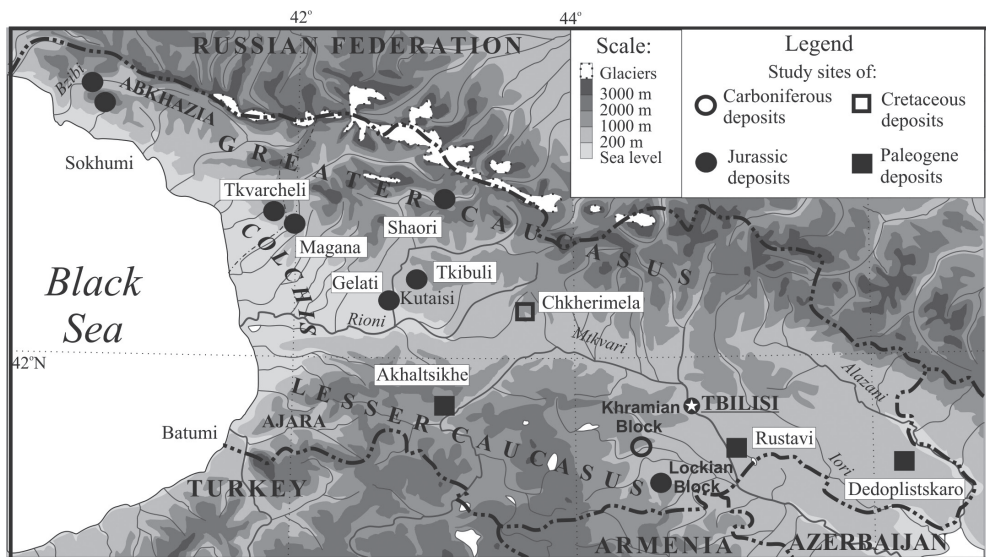 42°
44°
RUSSIAN FEDERATION
Scale:
Glaciers
3000 m
2000 m
1000 m
200 m
Sea level
Legend
Study sites of:
Carboniferous
deposits
Cretaceous
deposits
Jurassic
deposits
Paleogene
deposits
Bzibi
ABKHAZIA
Sokhumi
GREATER CAUCASUS
Tkvarcheli
COLCHIS
Magana
Shaori
Black
Sea
Gelati
Tkibuli
Kutaisi
Rioni
Chkherimela
Mtkvari
42°N
Akhaltsikhe
Alazani
LESSER CAUCASUS
AJARA
Khramian
Block
TBILISI
Batumi
Rustavi
Iori
Lockian
Block
Dedoplistskaro
TURKEY
ARMENIA
AZERBAIJAN